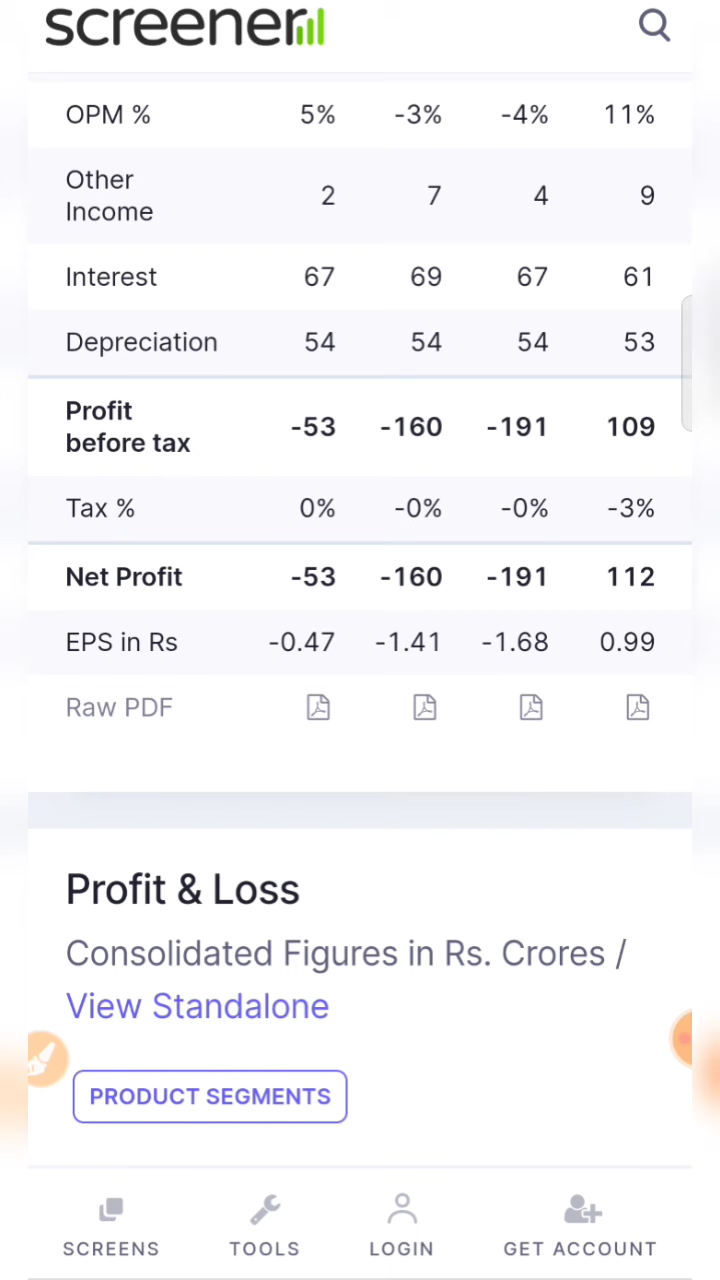 screener
OPM % 5% -3% -4% 11%
Other
Income 2 7 4 9
Interest 67 69 67 61
Depreciation 54 54 54 53
Profit
before tax -53 -160 -191 109
Tax % 0% -0% -0% -3%
Net Profit -53 -160 -191 112
EPS in Rs -0.47 -1.41 -1.68 0.99
Raw PDF
Profit & Loss
Consolidated Figures in Rs. Crores /
View Standalone
PRODUCT SEGMENTS
SCREENS TOOLS LOGIN GET ACCOUNT